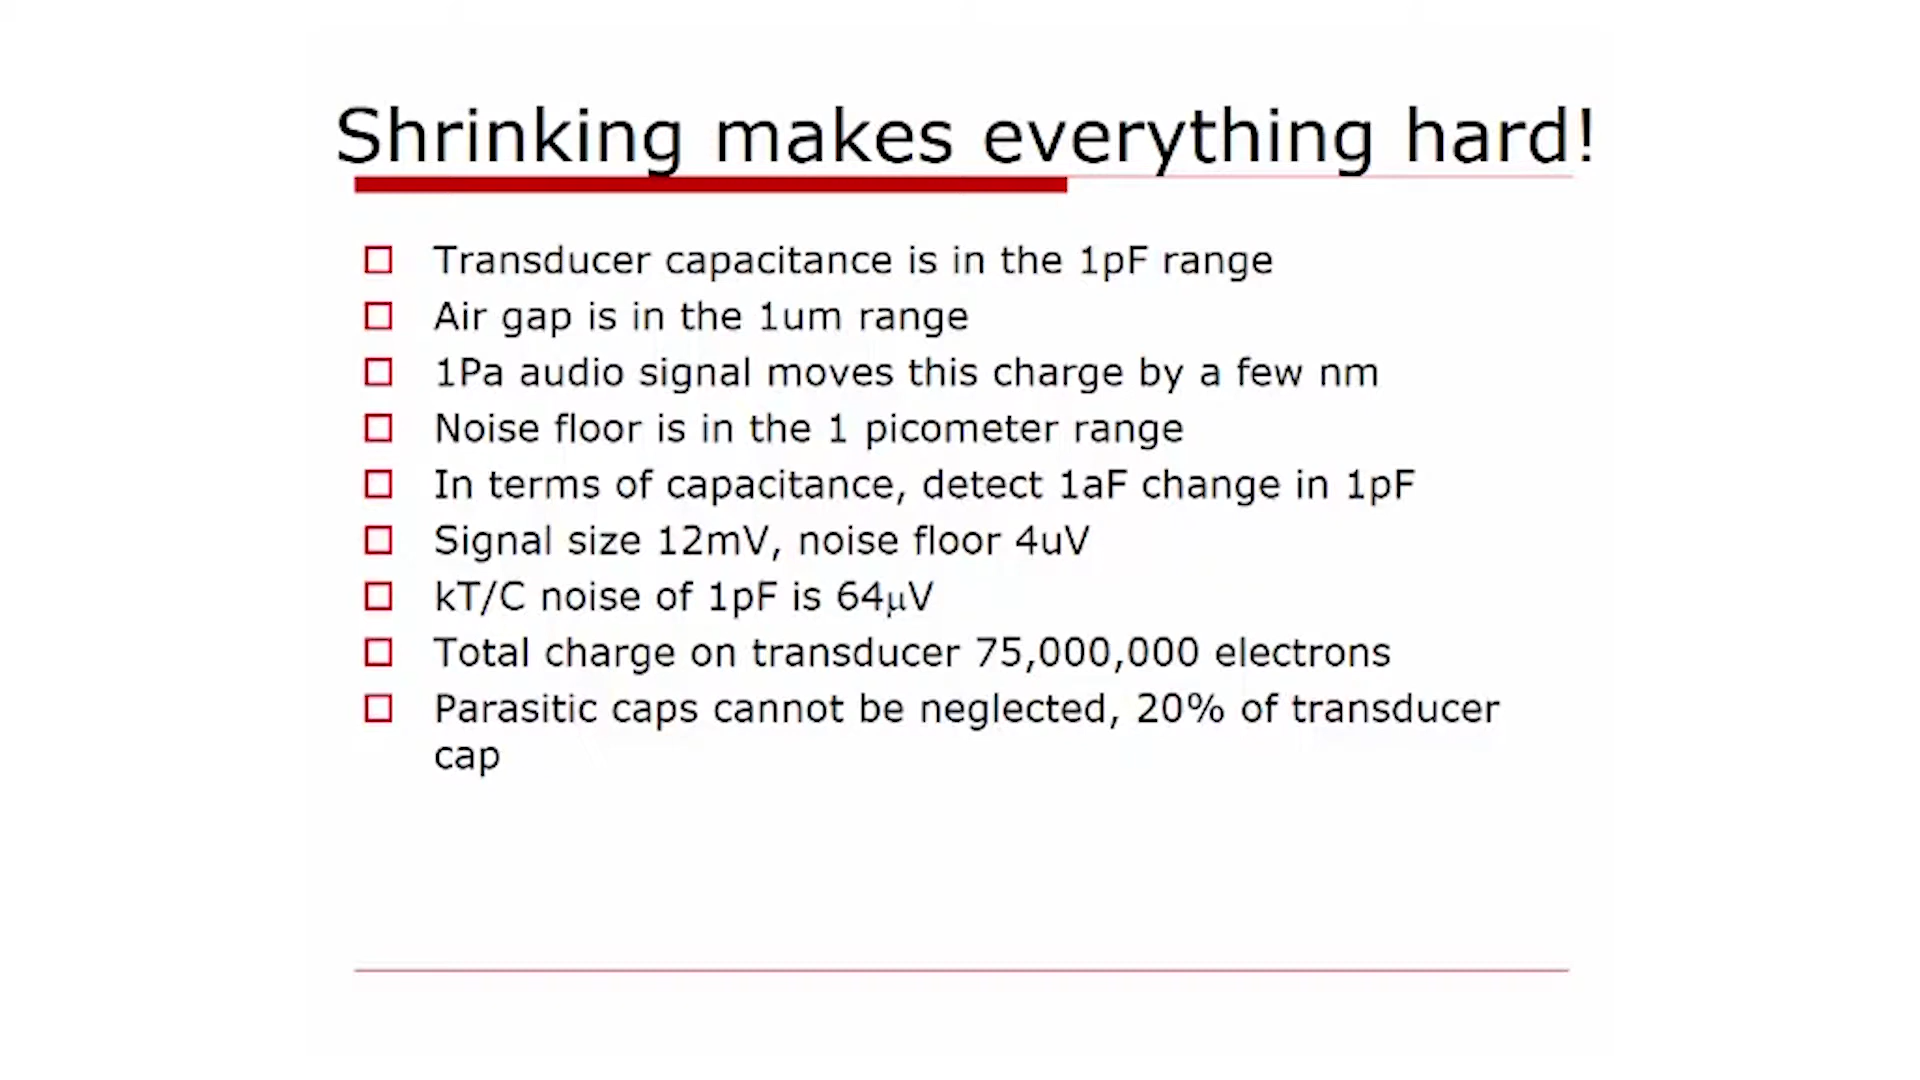 Shrinking makes everything hard!
Transducer capacitance is in the 1pF range
Air gap is in the 1um range
1Pa audio signal moves this charge by a few nm
Noise floor is in the 1 picometer range
In terms of capacitance, detect 1aF change in 1pF
Signal size 12mV, noise floor 4uV
kT/C noise of 1pF is 64μV
Total charge on transducer 75,000,000 electrons
Parasitic caps cannot be neglected, 20% of transducer
cap